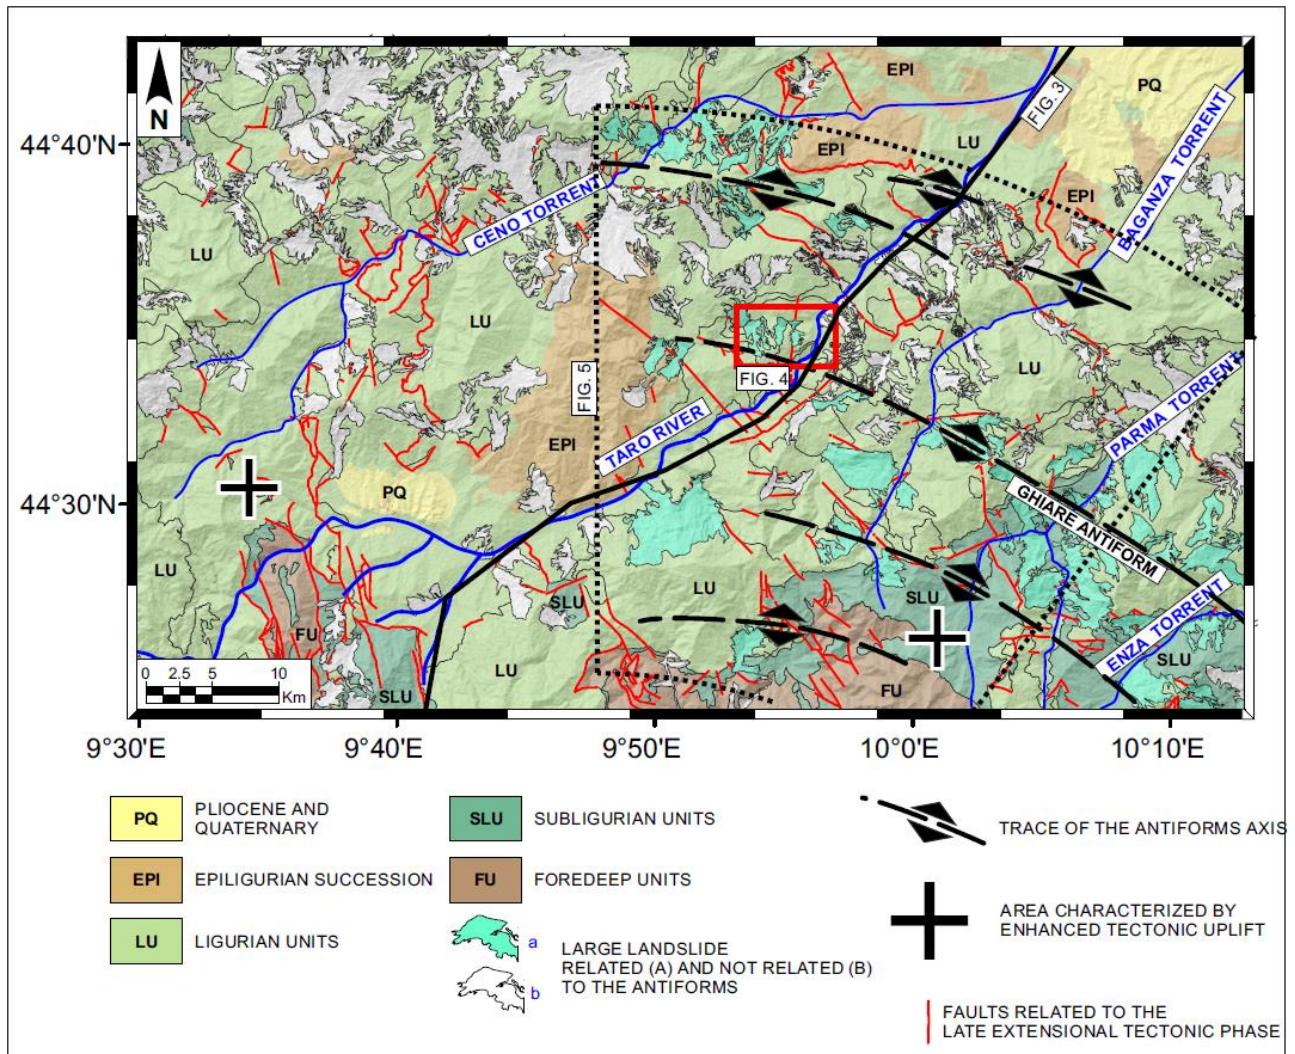 N
44°40'N
44°30'N
EPI
PQ
FIG. 3
BAGANZA TORRENT
LU
EPI
EPI
CENO TORRENT
LU
EPI
FIG. 5
LU
FIG. 4
LU
PARMA TORRENT
TARO RIVER
PQ
GHIARE ANTIFORM
LU
SLU
LU
SLU
ENZA TORRENT
FU
LU
SLU
FU
SLU
0 2.5 5 10
Km
9°30'E
9°40'E
9°50'E
10°0'E
10°10'E
PQ
PLIOCENE AND
QUATERNARY
EPI
EPILIGURIAN SUCCESSION
LU
LIGURIAN UNITS
SLU
SUBLIGURIAN UNITS
FU
FOREDEEP UNITS
a
b
LARGE LANDSLIDE
RELATED (A) AND NOT RELATED (B)
TO THE ANTIFORMS
TRACE OF THE ANTIFORMS AXIS
AREA CHARACTERIZED BY
ENHANCED TECTONIC UPLIFT
FAULTS RELATED TO THE
LATE EXTENSIONAL TECTONIC PHASE